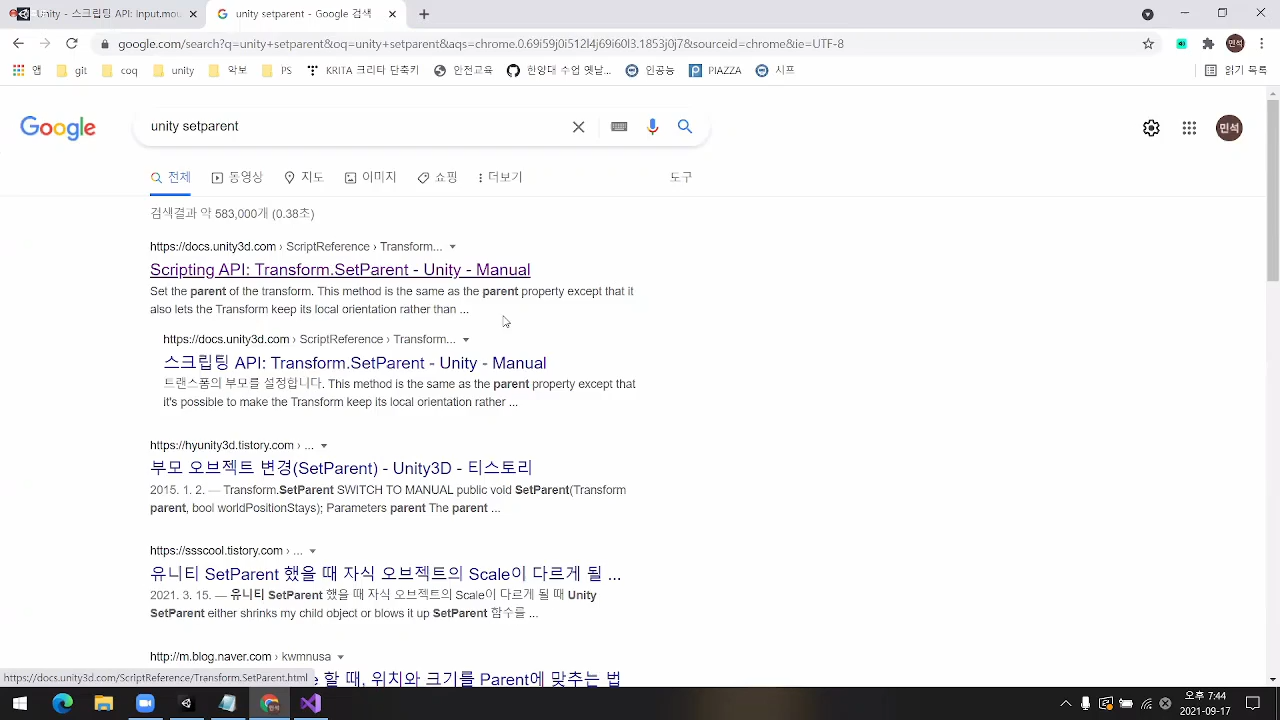 Unity - 스크립팅 API: Input.mou
unity setparent - Google 검색
google.com/search?q=unity+setparent&oq=unity+setparent&aqs=chrome.0.69i59j0i512l4j69i60l3.1853j0j7&sourceid=chrome&ie=UTF-8
민석
앱 git coq unity 악보 PS KRITA 크리타 단축키 안전교육 한양대 수업 옛날... 인공능 PIAZZA 시프 읽기 목록
Google unity setparent 민석
전체 동영상 지도 이미지 쇼핑 더보기 도구
검색결과 약 583,000개 (0.38초)
https://docs.unity3d.com › ScriptReference › Transform...
Scripting API: Transform.SetParent - Unity - Manual
Set the parent of the transform. This method is the same as the parent property except that it
also lets the Transform keep its local orientation rather than ...
https://docs.unity3d.com › ScriptReference › Transform...
스크립팅 API: Transform.SetParent - Unity - Manual
트랜스폼의 부모를 설정합니다. This method is the same as the parent property except that
it's possible to make the Transform keep its local orientation rather ...
https://hyunity3d.tistory.com › ...
부모 오브젝트 변경(SetParent) - Unity3D - 티스토리
2015. 1. 2. — Transform.SetParent SWITCH TO MANUAL public void SetParent(Transform
parent, bool worldPositionStays); Parameters parent The parent ...
https://ssscool.tistory.com › ...
유니티 SetParent 했을 때 자식 오브젝트의 Scale이 다르게 될 ...
2021. 3. 15. — 유니티 SetParent 했을 때 자식 오브젝트의 Scale이 다르게 될 때 Unity
SetParent either shrinks my child object or blows it up SetParent 함수를 ...
http://m.blog.naver.com › kwmnusa
할 때, 위치와 크기를 Parent에 맞추는 법
https://docs.unity3d.com/ScriptReference/Transform.SetParent.html
오후 7:44
2021-09-17